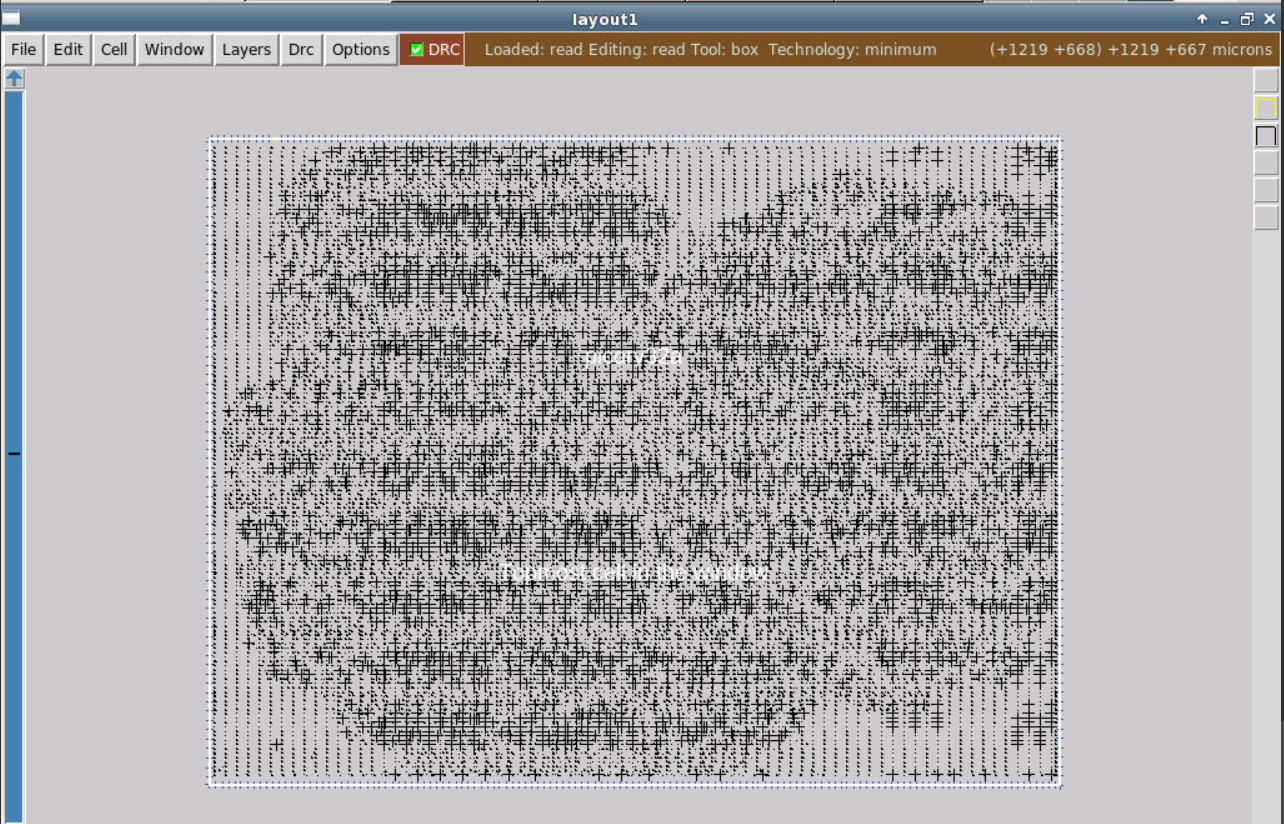 layout1
File Edit Cell Window Layers Drc Options DRC Loaded: read Editing: read Tool: box Technology: minimum (+1219 +668) +1219 +667 microns
picorv32a
Topmost cell in the window